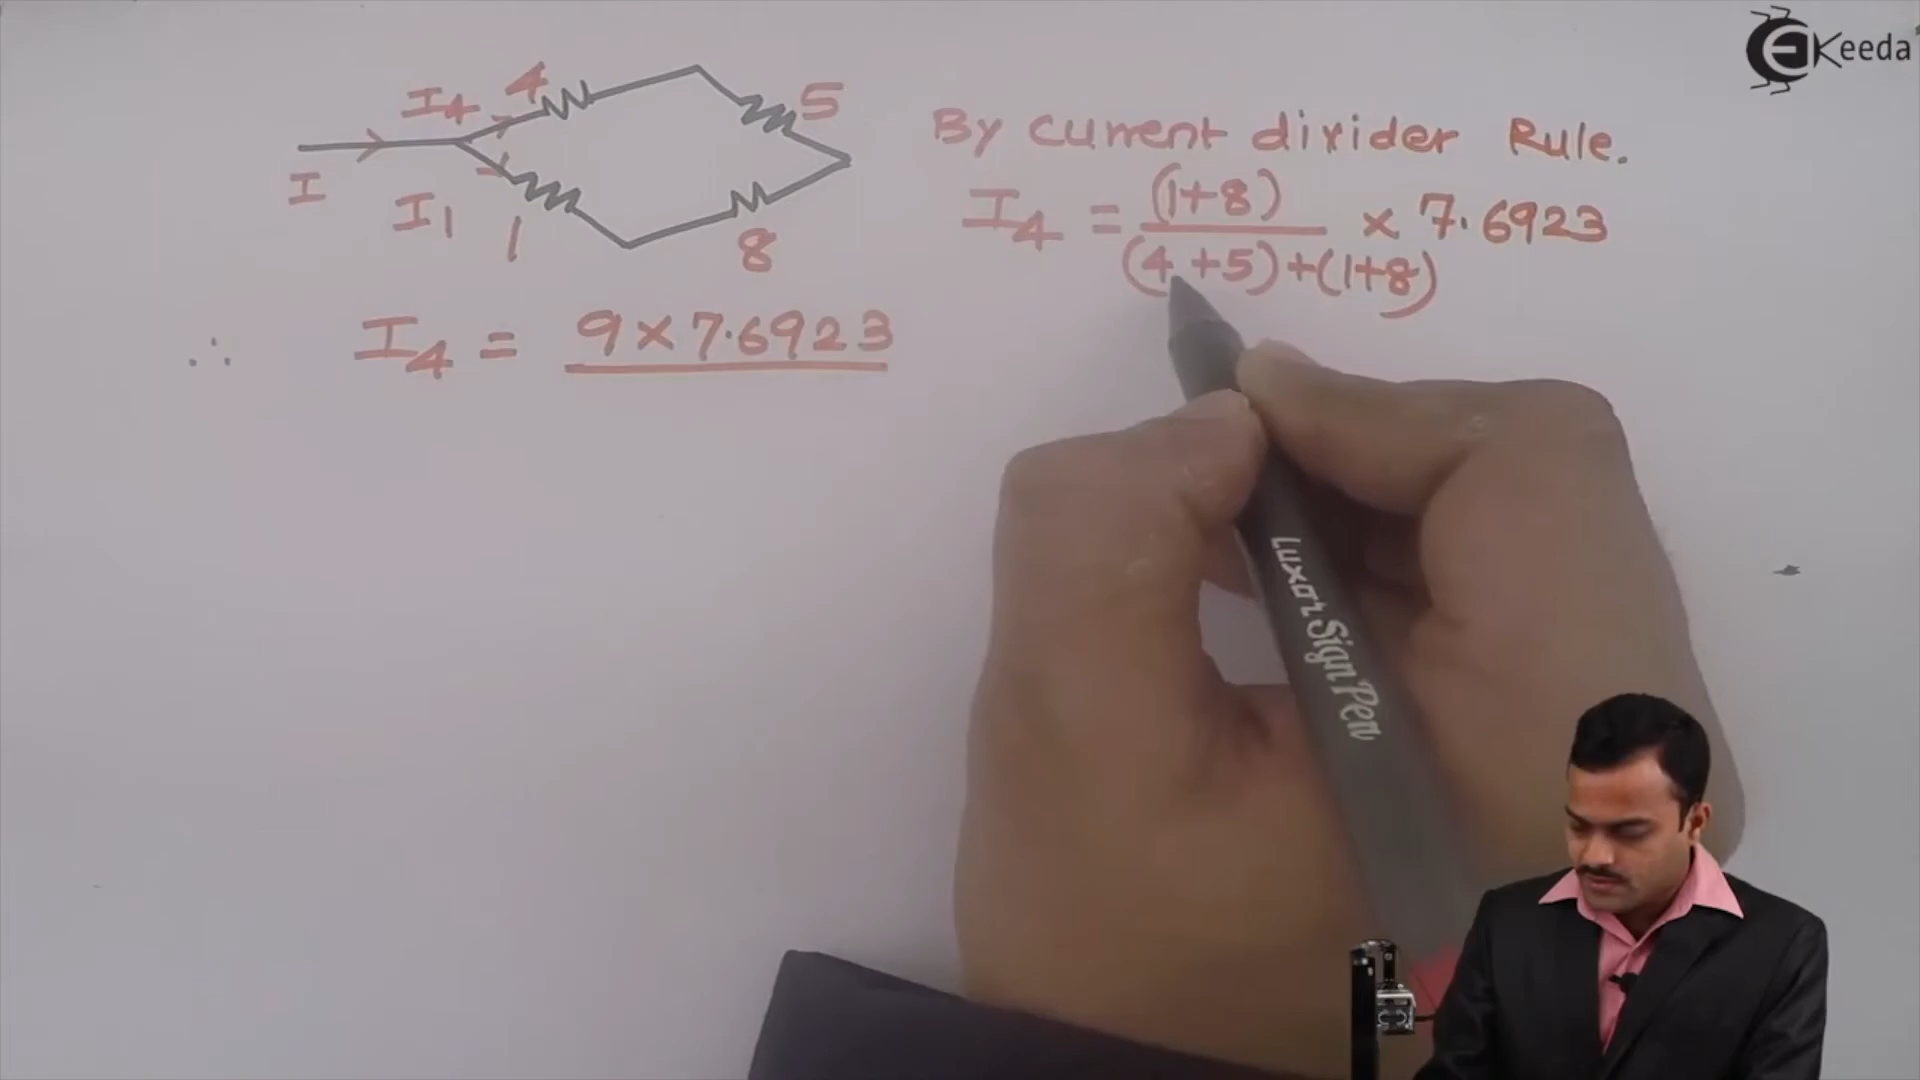 EKeeda
4
I4
5
I
I1
1
8
By Current divider Rule.
I4 = (1+8) / (4+5)+(1+8) × 7.6923
∴ I4 = 9 × 7.6923
Luxor Sign Pen